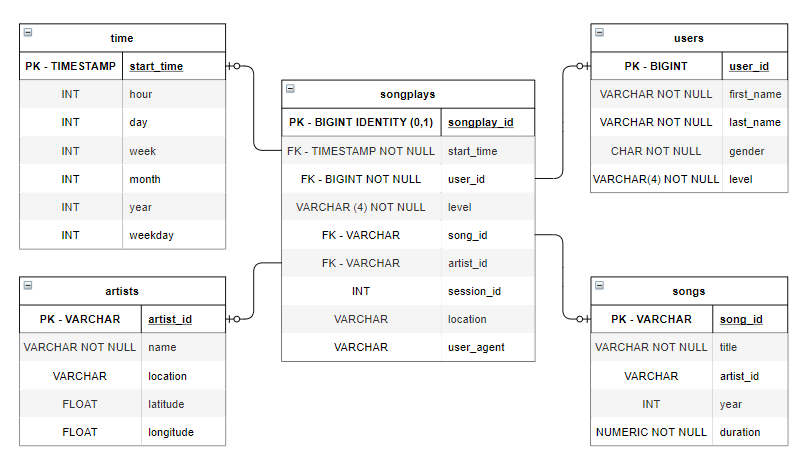 time
PK - TIMESTAMP start_time
INT hour
INT day
INT week
INT month
INT year
INT weekday
songplays
PK - BIGINT IDENTITY (0,1) songplay_id
FK - TIMESTAMP NOT NULL start_time
FK - BIGINT NOT NULL user_id
VARCHAR (4) NOT NULL level
FK - VARCHAR song_id
FK - VARCHAR artist_id
INT session_id
VARCHAR location
VARCHAR user_agent
users
PK - BIGINT user_id
VARCHAR NOT NULL first_name
VARCHAR NOT NULL last_name
CHAR NOT NULL gender
VARCHAR(4) NOT NULL level
artists
PK - VARCHAR artist_id
VARCHAR NOT NULL name
VARCHAR location
FLOAT latitude
FLOAT longitude
songs
PK - VARCHAR song_id
VARCHAR NOT NULL title
VARCHAR artist_id
INT year
NUMERIC NOT NULL duration